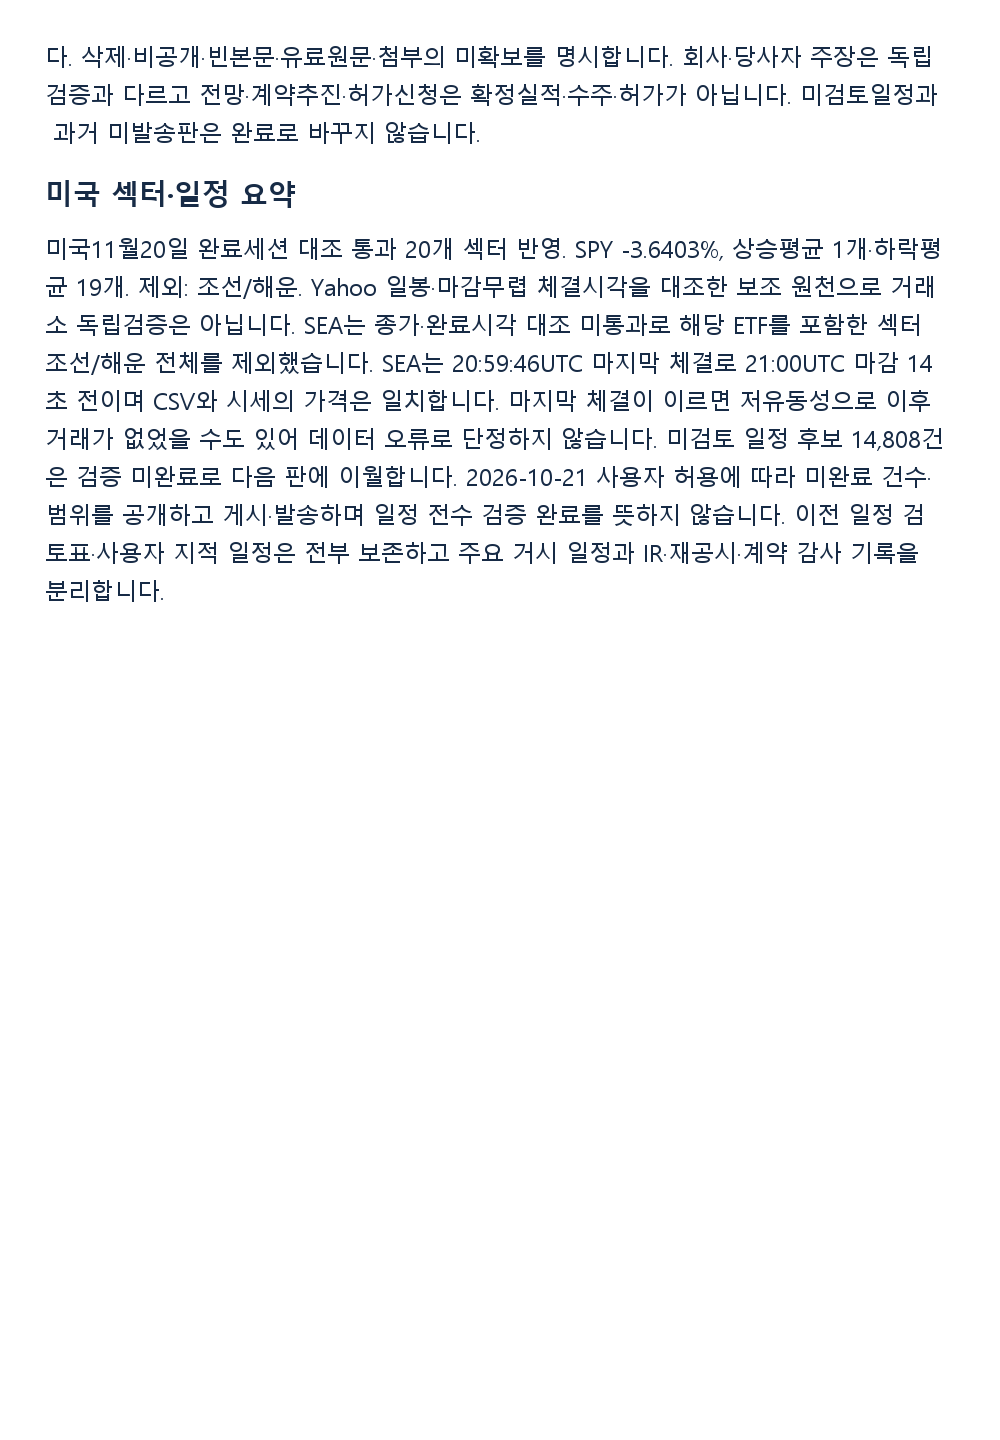 다. 삭제·비공개·빈본문·유료원문·첨부의 미확보를 명시합니다. 회사·당사자 주장은 독립
검증과 다르고 전망·계약추진·허가신청은 확정실적·수주·허가가 아닙니다. 미검토일정과
과거 미발송판은 완료로 바꾸지 않습니다.
미국 섹터·일정 요약
미국11월20일 완료세션 대조 통과 20개 섹터 반영. SPY -3.6403%, 상승평균 1개·하락평
균 19개. 제외: 조선/해운. Yahoo 일봉·마감무렵 체결시각을 대조한 보조 원천으로 거래
소 독립검증은 아닙니다. SEA는 종가·완료시각 대조 미통과로 해당 ETF를 포함한 섹터
조선/해운 전체를 제외했습니다. SEA는 20:59:46UTC 마지막 체결로 21:00UTC 마감 14
초 전이며 CSV와 시세의 가격은 일치합니다. 마지막 체결이 이르면 저유동성으로 이후
거래가 없었을 수도 있어 데이터 오류로 단정하지 않습니다. 미검토 일정 후보 14,808건
은 검증 미완료로 다음 판에 이월합니다. 2026-10-21 사용자 허용에 따라 미완료 건수·
범위를 공개하고 게시·발송하며 일정 전수 검증 완료를 뜻하지 않습니다. 이전 일정 검
토표·사용자 지적 일정은 전부 보존하고 주요 거시 일정과 IR·재공시·계약 감사 기록을
분리합니다.